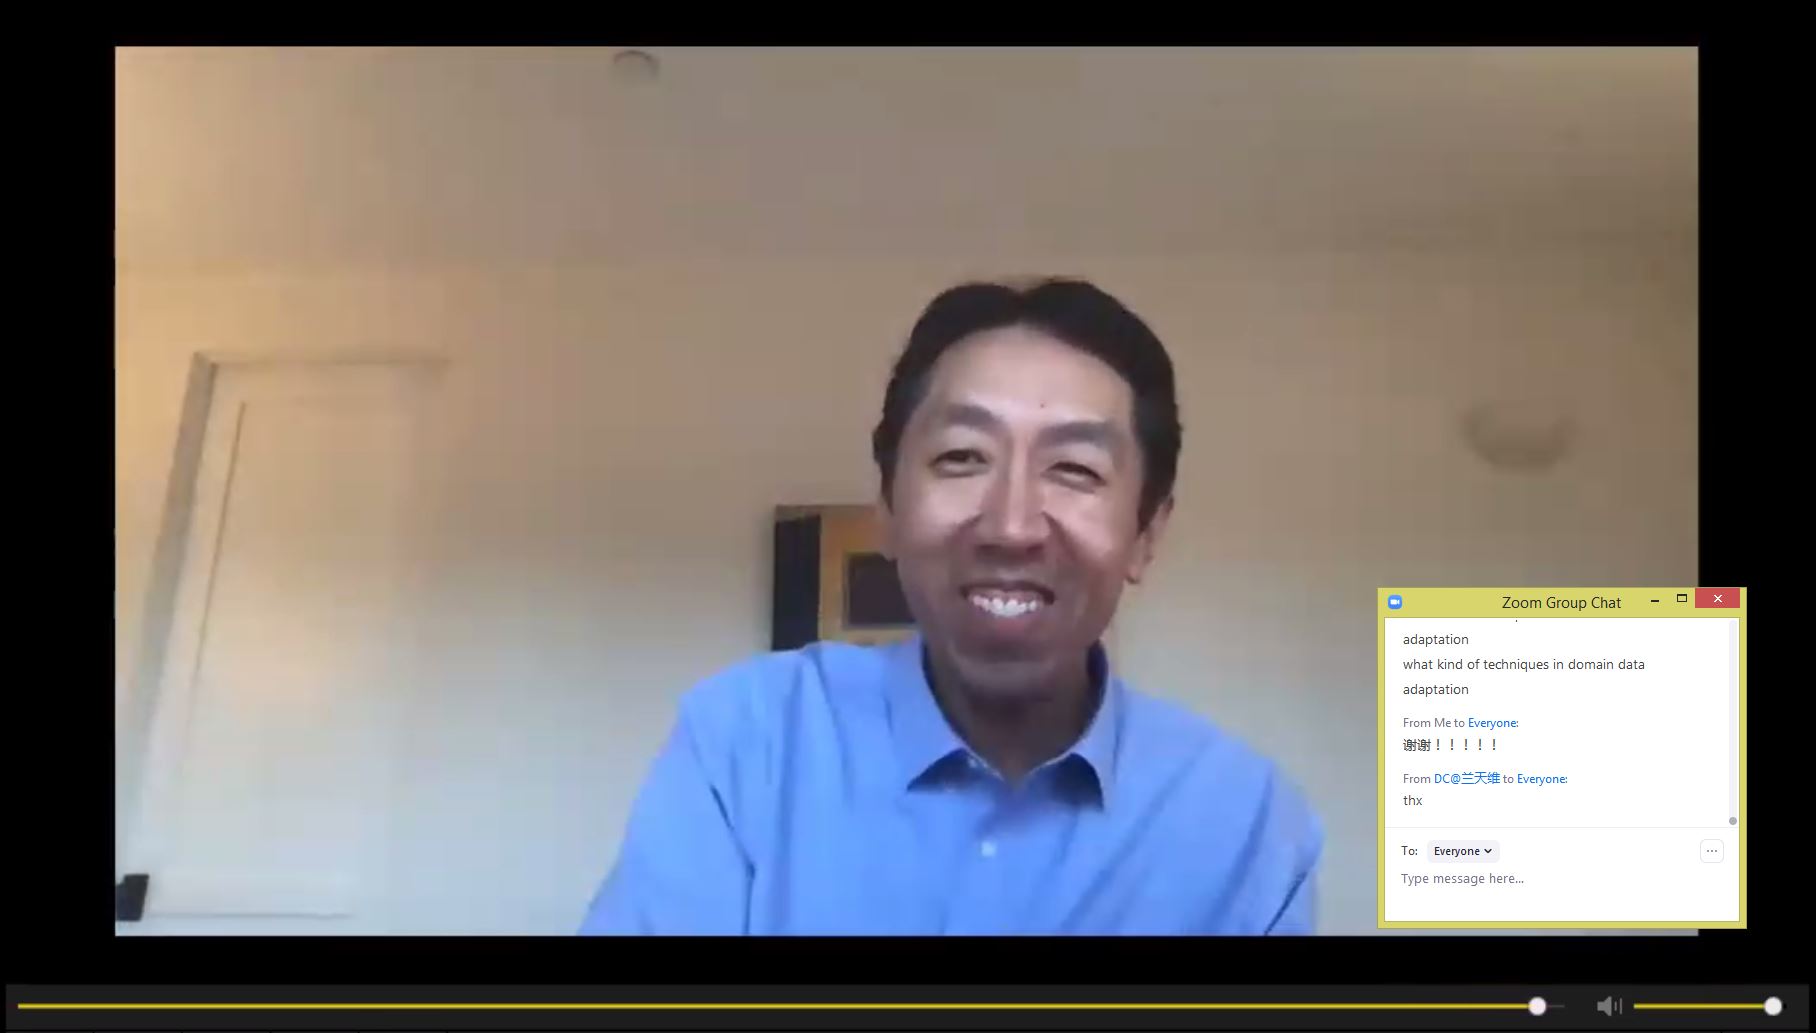 Zoom Group Chat
adaptation
what kind of techniques in domain data
adaptation
From Me to Everyone:
谢谢！！！！！
From DC@兰天维 to Everyone:
thx
To: Everyone
Type message here...